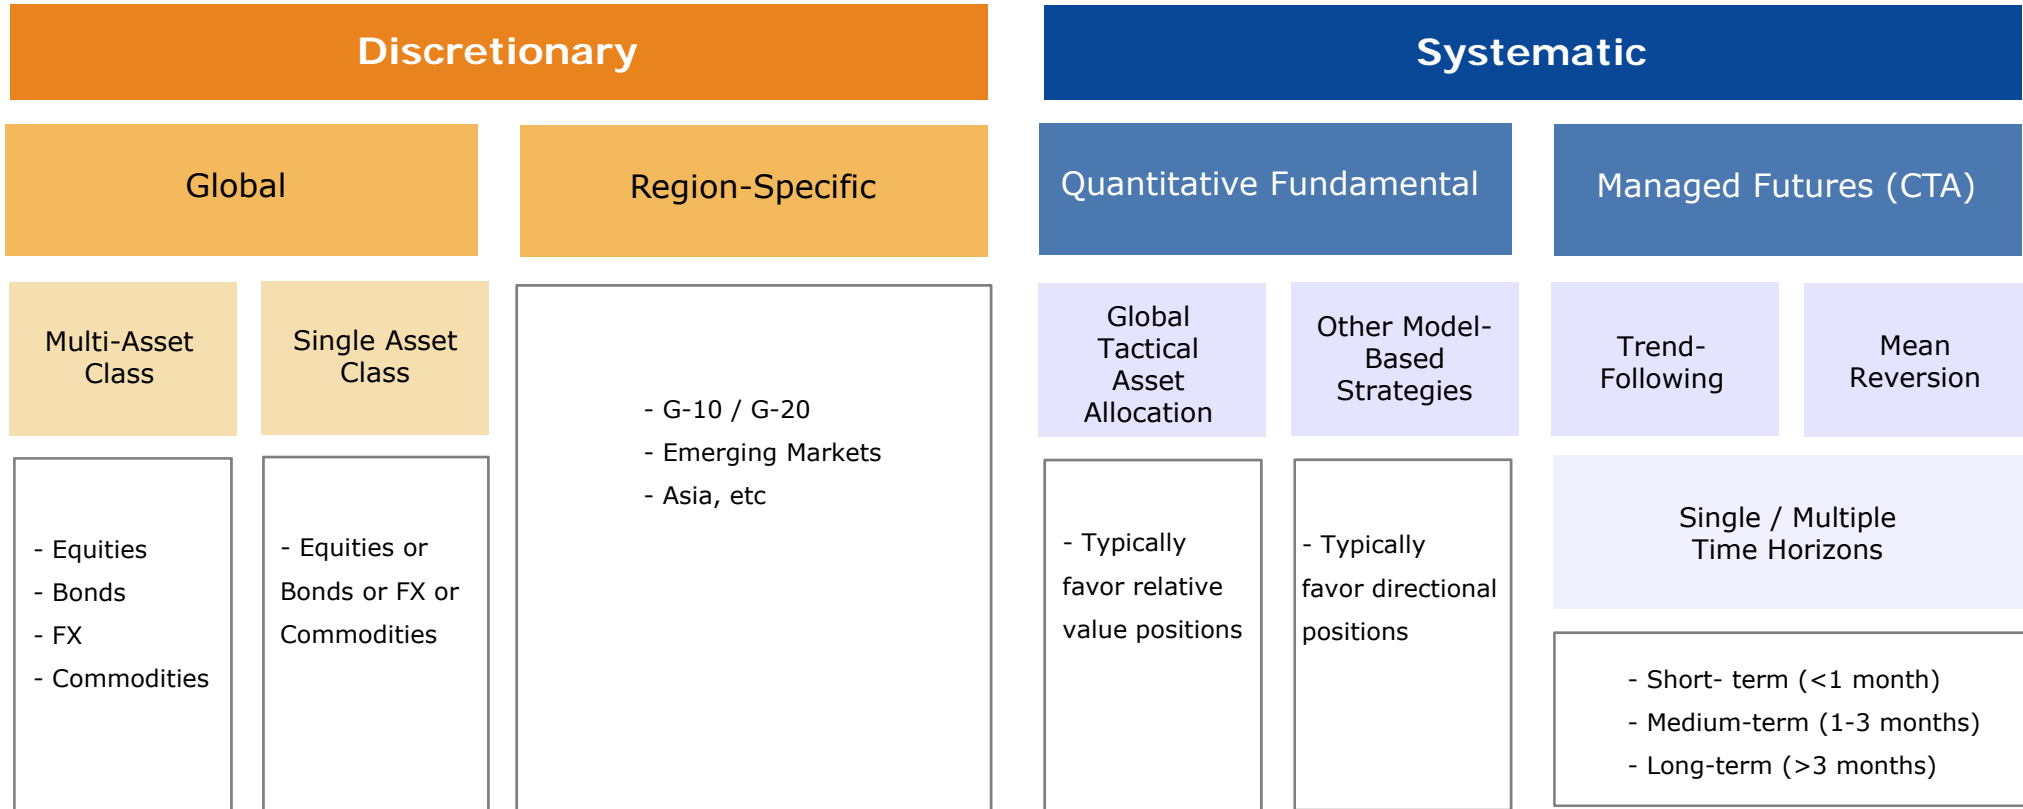 Discretionary
Systematic
Global
Region-Specific
Quantitative Fundamental
Managed Futures (CTA)
Multi-Asset
Class
Single Asset
Class
- G-10 / G-20
- Emerging Markets
- Asia, etc
Global
Tactical
Asset
Allocation
Other Model-
Based
Strategies
Trend-
Following
Mean
Reversion
- Equities
- Bonds
- FX
- Commodities
- Equities or
Bonds or FX or
Commodities
- Typically
favor relative
value positions
- Typically
favor directional
positions
Single / Multiple
Time Horizons
- Short- term (<1 month)
- Medium-term (1-3 months)
- Long-term (>3 months)